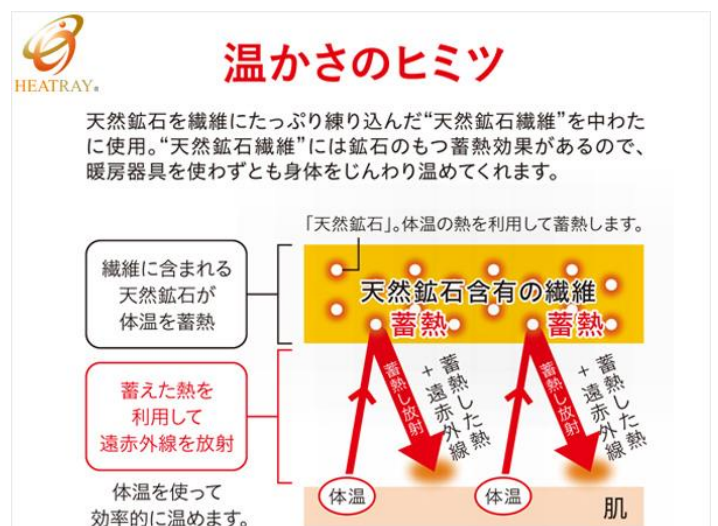 HEATRAY®
温かさのヒミツ
天然鉱石を繊維にたっぷり練り込んだ“天然鉱石繊維”を中わた
に使用。“天然鉱石繊維”には鉱石のもつ蓄熱効果があるので、
暖房器具を使わずとも身体をじんわり温めてくれます。
「天然鉱石」。体温の熱を利用して蓄熱します。
繊維に含まれる
天然鉱石が
体温を蓄熱
天然鉱石含有の繊維
蓄熱
蓄熱
蓄えた熱を
利用して
遠赤外線を放射
蓄熱し放射
蓄熱した熱
+遠赤外線
蓄熱し放射
蓄熱した熱
+遠赤外線
体温を使って
効率的に温めます。
体温
体温
肌